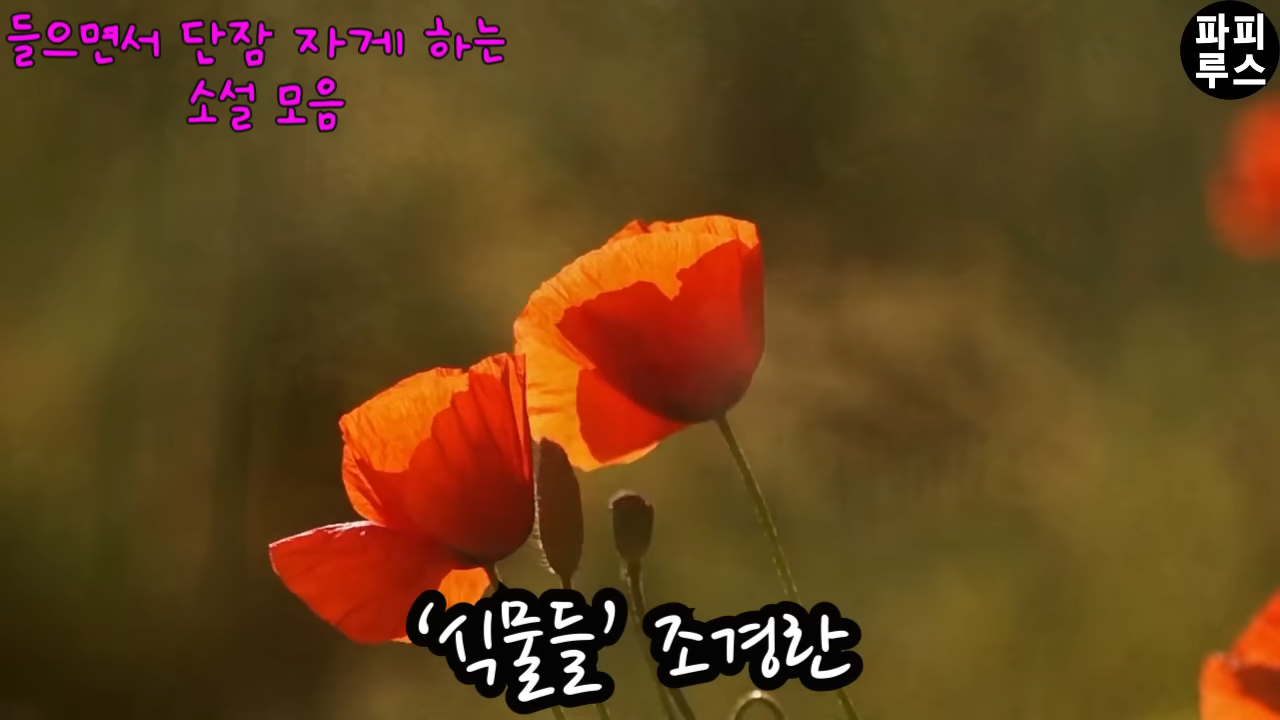 들으면서 단잠 자게 하는
소설 모음
파피
루스
‘식물들’ 조경란